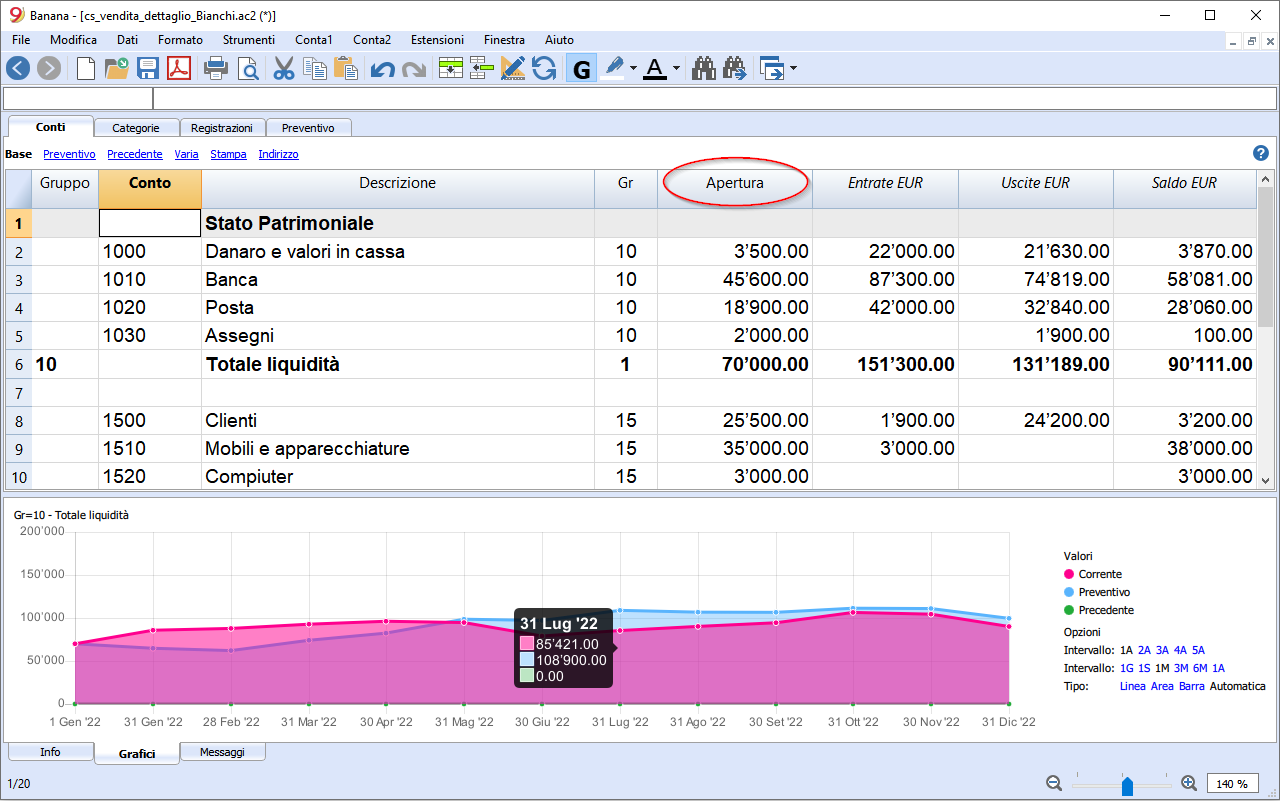 Banana - [cs_vendita_dettaglio_Bianchi.ac2 (*)]
File Modifica Dati Formato Strumenti Conta1 Conta2 Estensioni Finestra Aiuto
G A
Conti Categorie Registrazioni Preventivo
Base Preventivo Precedente Varia Stampa Indirizzo ?
Gruppo Conto Descrizione Gr Apertura Entrate EUR Uscite EUR Saldo EUR
1 Stato Patrimoniale
2 1000 Danaro e valori in cassa 10 3’500.00 22’000.00 21’630.00 3’870.00
3 1010 Banca 10 45’600.00 87’300.00 74’819.00 58’081.00
4 1020 Posta 10 18’900.00 42’000.00 32’840.00 28’060.00
5 1030 Assegni 10 2’000.00 1’900.00 100.00
6 10 Totale liquidità 1 70’000.00 151’300.00 131’189.00 90’111.00
7
8 1500 Clienti 15 25’500.00 1’900.00 24’200.00 3’200.00
9 1510 Mobili e apparecchiature 15 35’000.00 3’000.00 38’000.00
10 1520 Compiuter 15 3’000.00 3’000.00
Gr=10 - Totale liquidità
200'000
150'000
100'000
50'000
0
31 Lug '22
85'421.00
108'900.00
0.00
1 Gen '22 31 Gen '22 28 Feb '22 31 Mar '22 30 Apr '22 31 Mag '22 30 Giu '22 31 Lug '22 31 Ago '22 30 Set '22 31 Ott '22 30 Nov '22 31 Dic '22
Valori
Corrente
Preventivo
Precedente
Opzioni
Intervallo: 1A 2A 3A 4A 5A
Intervallo: 1G 1S 1M 3M 6M 1A
Tipo: Linea Area Barra Automatica
Info Grafici Messaggi
1/20 140 %